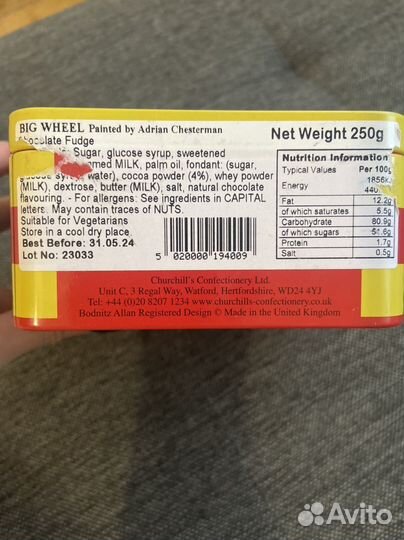 BIG WHEEL Painted by Adrian Chesterman
Net Weight 250g
Chocolate Fudge
Sugar, glucose syrup, sweetened
MILK, palm oil, fondant: (sugar,
syrup, water), cocoa powder (4%), whey powder
(MILK), dextrose, butter (MILK), salt, natural chocolate
flavouring. - For allergens: See ingredients in CAPITAL
letters. May contain traces of NUTS.
Suitable for Vegetarians
Store in a cool dry place.
Best Before: 31.05.24
Lot No: 23033
5 020000 194009
Nutrition Information
Typical Values Per 100g
Energy 1856k
440
Fat 12.2g
of which saturates 5.5g
Carbohydrate 80.9g
of which sugars 51.6g
Protein 1.7g
Salt 0.5g
Churchill's Confectionery Ltd.
Unit C, 3 Regal Way, Watford, Hertfordshire, WD24 4YJ
Tel: +44 (0)20 8207 1234 www.churchills-confectionery.co.uk
Bodnitz Allan Registered Design © Made in the United Kingdom
Avito